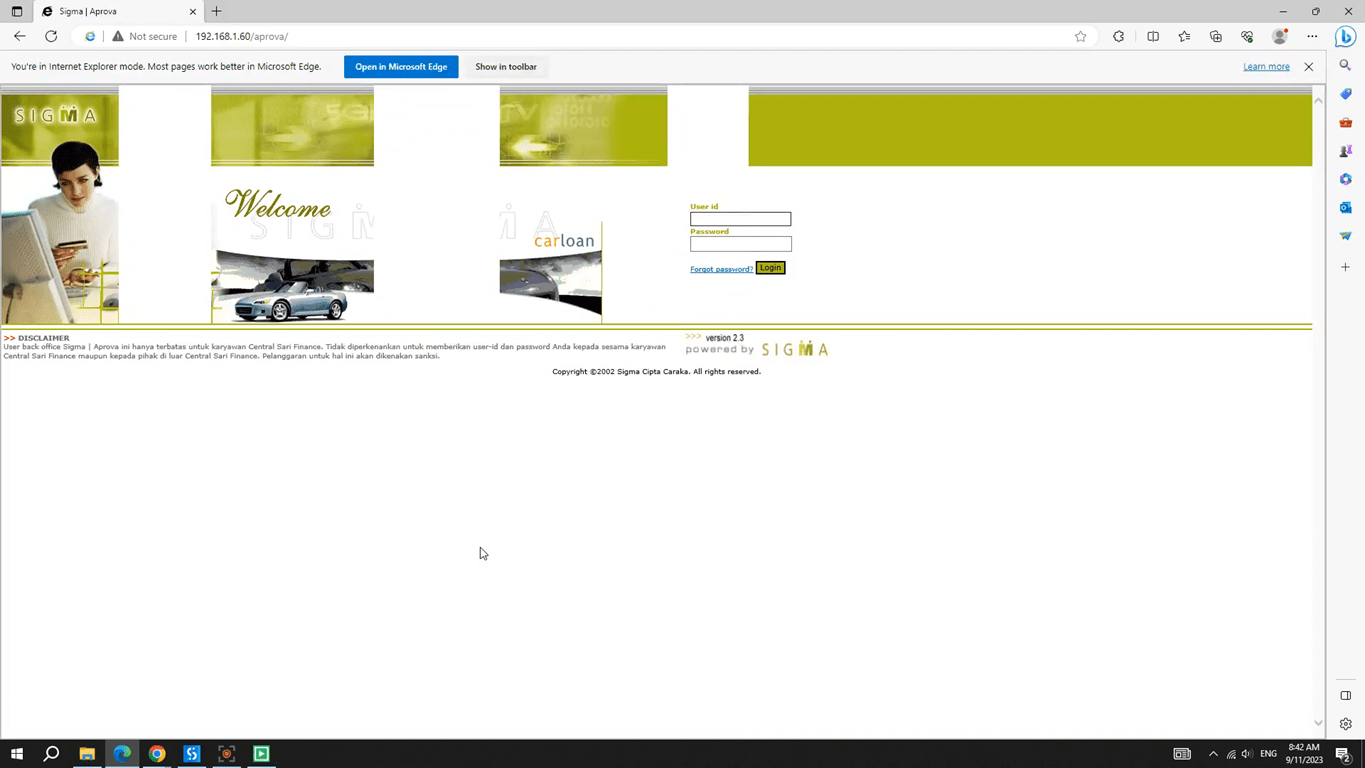 Sigma | Aprova
Not secure
192.168.1.60/aprova/
You're in Internet Explorer mode. Most pages work better in Microsoft Edge.
Open in Microsoft Edge
Show in toolbar
Learn more
SIGMA
Welcome
SIGMA
carloan
User id
Password
Forgot password?
Login
>> DISCLAIMER
User back office Sigma | Aprova ini hanya terbatas untuk karyawan Central Sari Finance. Tidak diperkenankan untuk memberikan user-id dan password Anda kepada sesama karyawan
Central Sari Finance maupun kepada pihak di luar Central Sari Finance. Pelanggaran untuk hal ini akan dikenakan sanksi.
>>> version 2.3
powered by SIGMA
Copyright ©2002 Sigma Cipta Caraka. All rights reserved.
ENG
8:42 AM
9/11/2023
2